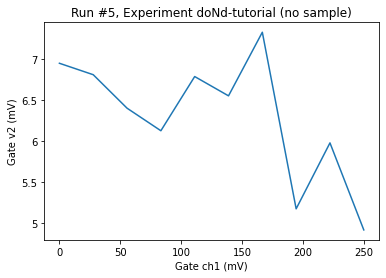 Run #5, Experiment doNd-tutorial (no sample)
Gate v2 (mV)
7
6.5
6
5.5
5
0 50 100 150 200 250
Gate ch1 (mV)